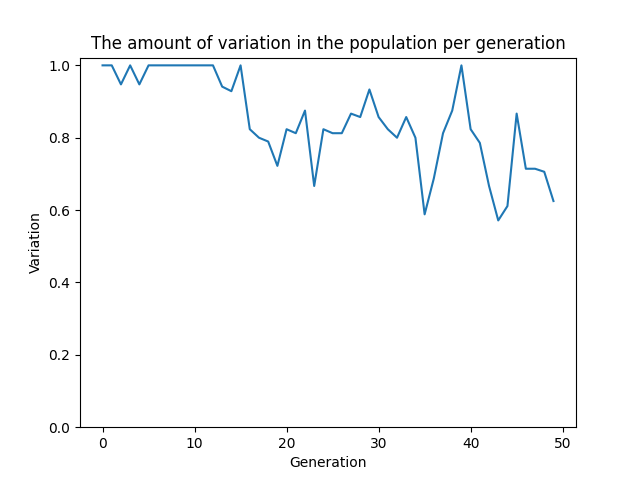 The amount of variation in the population per generation
1.0
0.8
0.6
0.4
0.2
0.0
Variation
0 10 20 30 40 50
Generation